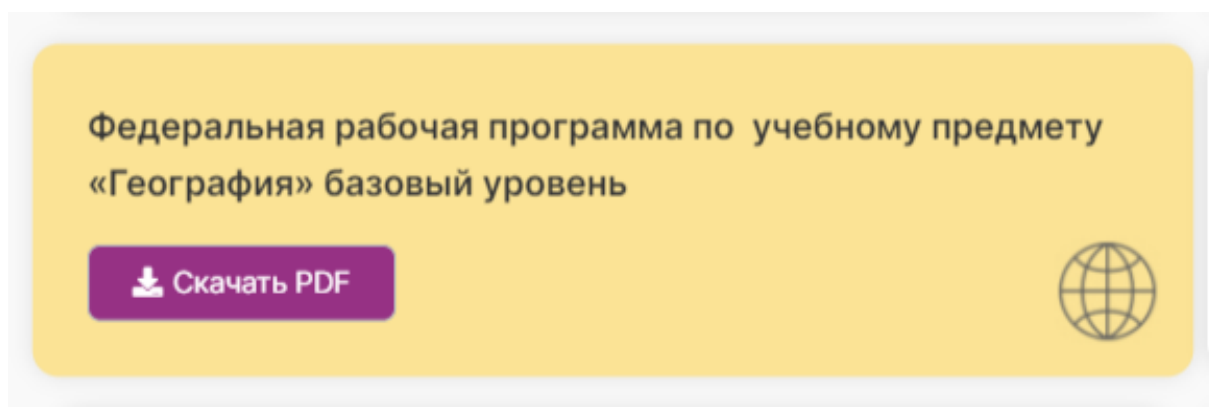 Федеральная рабочая программа по учебному предмету
«География» базовый уровень
Скачать PDF